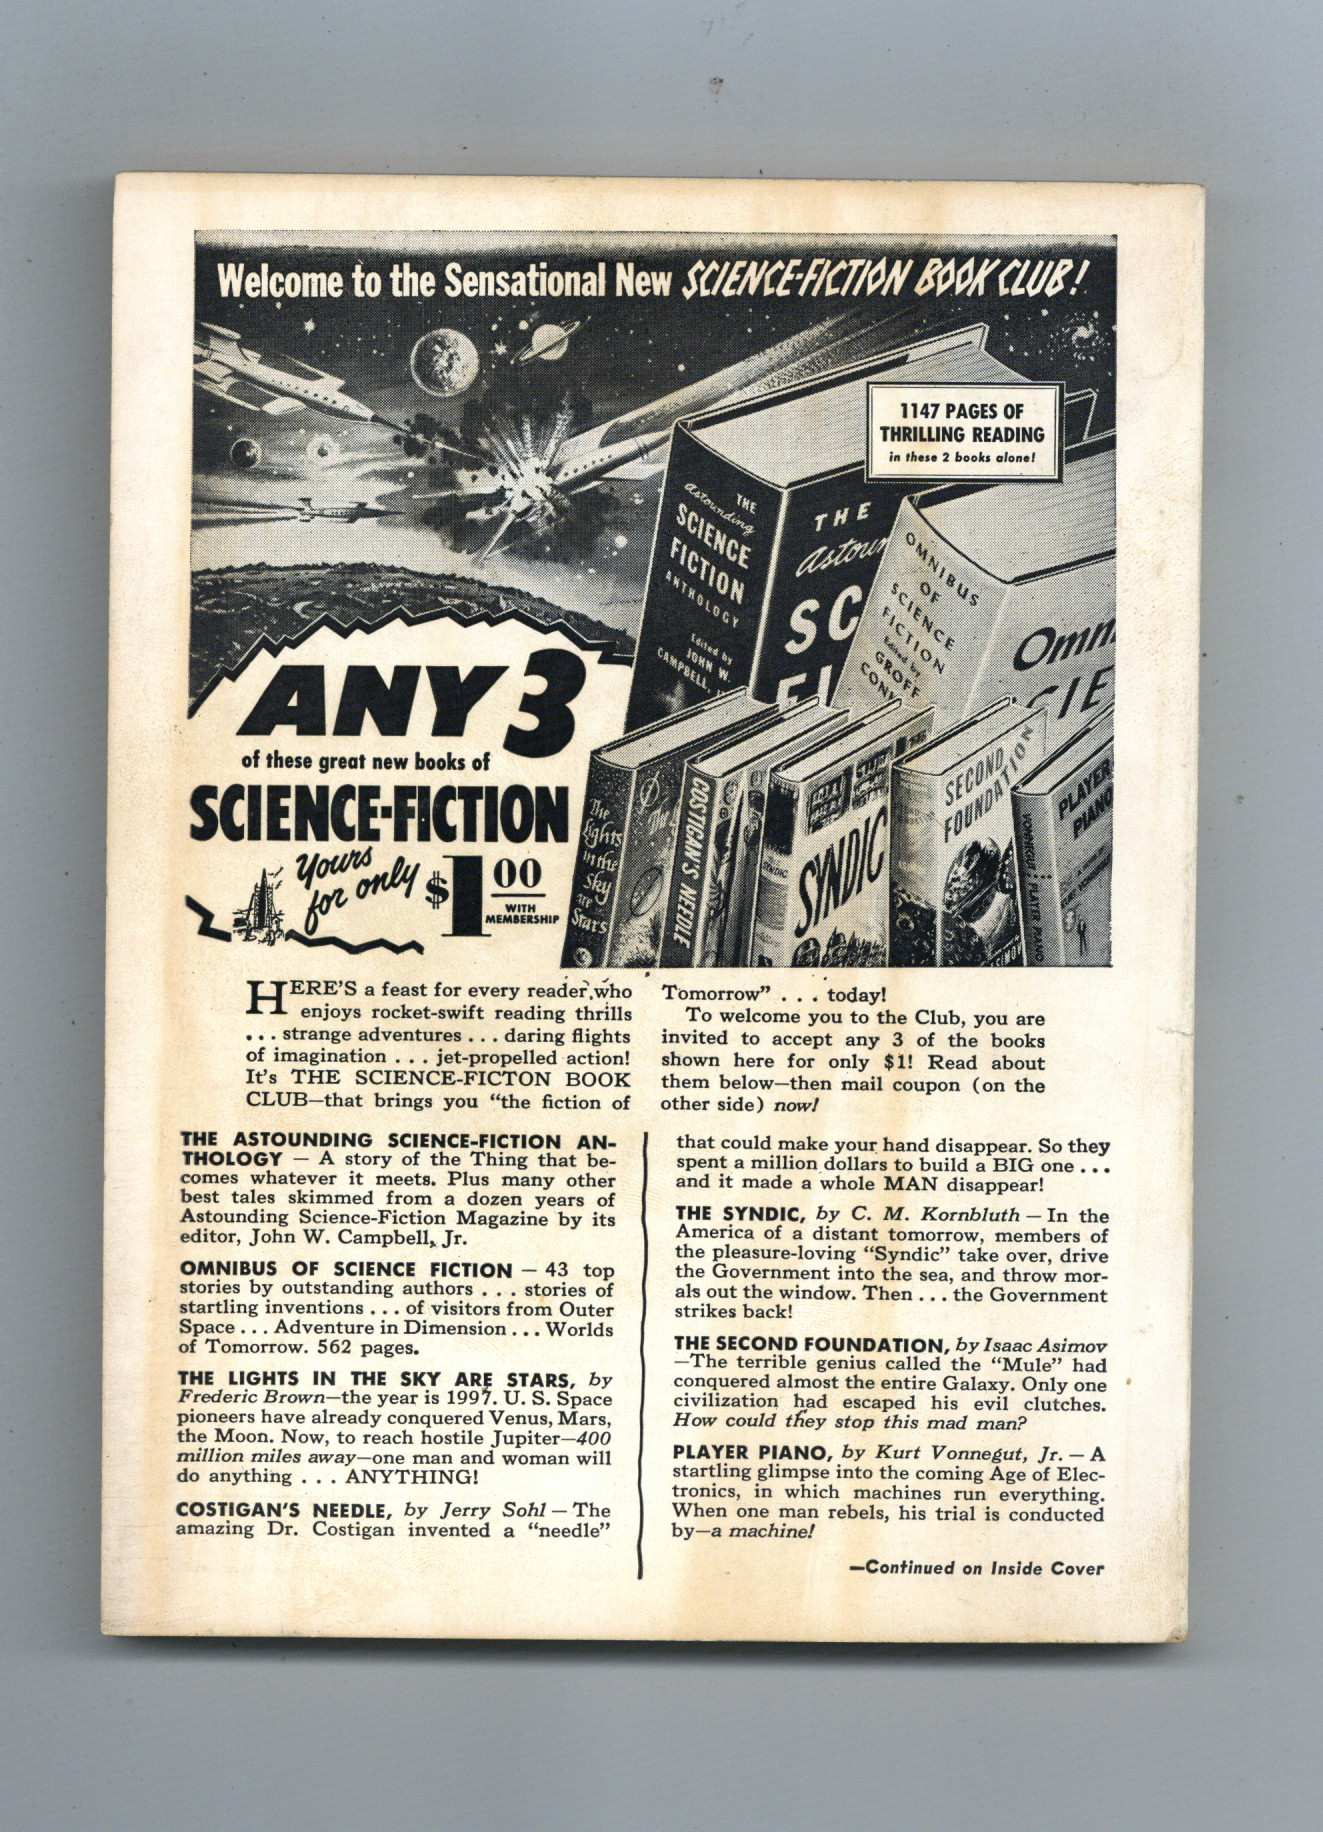 Welcome to the Sensational New SCIENCE-FICTION BOOK CLUB!
1147 PAGES OF
THRILLING READING
in these 2 books alone!
THE
Astounding
SCIENCE
FICTION
ANTHOLOGY
Edited by
JOHN W.
CAMPBELL, J
THE
Astoun
SC
FI
OMNIBUS
OF
SCIENCE
FICTION
Edited by
GROFF
CONK
Omn
CIE
ANY 3
of these great new books of
SCIENCE-FICTION
Yours
for only
$1.00
WITH
MEMBERSHIP
The
Lights
in the
Sky
are
Stars
The
COSTIGAN'S NEEDLE
SYNDIC
SYNDIC
SECOND
FOUNDATION
ASIMOV
VONNEGUT PLAYER PIANO
PLAYER
PIANO
HERE'S a feast for every reader who
enjoys rocket-swift reading thrills
... strange adventures ... daring flights
of imagination ... jet-propelled action!
It's THE SCIENCE-FICTON BOOK
CLUB—that brings you "the fiction of
Tomorrow" ... today!
To welcome you to the Club, you are
invited to accept any 3 of the books
shown here for only $1! Read about
them below—then mail coupon (on the
other side) now!
THE ASTOUNDING SCIENCE-FICTION AN-
THOLOGY — A story of the Thing that be-
comes whatever it meets. Plus many other
best tales skimmed from a dozen years of
Astounding Science-Fiction Magazine by its
editor, John W. Campbell, Jr.
OMNIBUS OF SCIENCE FICTION — 43 top
stories by outstanding authors ... stories of
startling inventions ... of visitors from Outer
Space ... Adventure in Dimension ... Worlds
of Tomorrow. 562 pages.
THE LIGHTS IN THE SKY ARE STARS, by
Frederic Brown—the year is 1997. U. S. Space
pioneers have already conquered Venus, Mars,
the Moon. Now, to reach hostile Jupiter—400
million miles away—one man and woman will
do anything ... ANYTHING!
COSTIGAN'S NEEDLE, by Jerry Sohl — The
amazing Dr. Costigan invented a "needle"
that could make your hand disappear. So they
spent a million dollars to build a BIG one ...
and it made a whole MAN disappear!
THE SYNDIC, by C. M. Kornbluth — In the
America of a distant tomorrow, members of
the pleasure-loving "Syndic" take over, drive
the Government into the sea, and throw mor-
als out the window. Then ... the Government
strikes back!
THE SECOND FOUNDATION, by Isaac Asimov
—The terrible genius called the "Mule" had
conquered almost the entire Galaxy. Only one
civilization had escaped his evil clutches.
How could they stop this mad man?
PLAYER PIANO, by Kurt Vonnegut, Jr. — A
startling glimpse into the coming Age of Elec-
tronics, in which machines run everything.
When one man rebels, his trial is conducted
by—a machine!
—Continued on Inside Cover